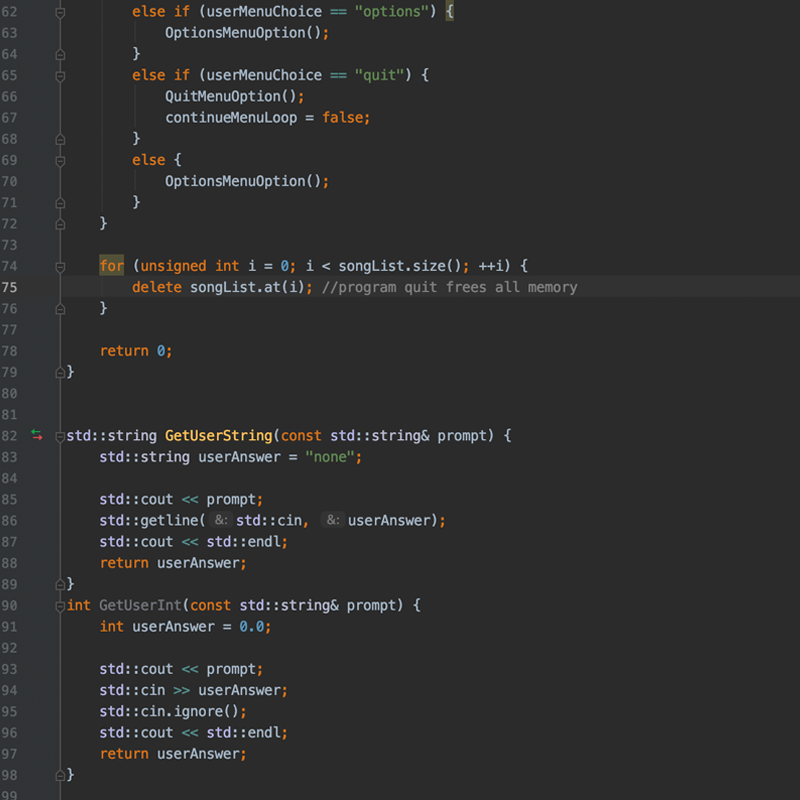 62 else if (userMenuChoice == "options") {
63 OptionsMenuOption();
64 }
65 else if (userMenuChoice == "quit") {
66 QuitMenuOption();
67 continueMenuLoop = false;
68 }
69 else {
70 OptionsMenuOption();
71 }
72 }
73
74 for (unsigned int i = 0; i < songList.size(); ++i) {
75 delete songList.at(i); //program quit frees all memory
76 }
77
78 return 0;
79 }
80
81
82 std::string GetUserString(const std::string& prompt) {
83 std::string userAnswer = "none";
84
85 std::cout << prompt;
86 std::getline( &: std::cin, &: userAnswer);
87 std::cout << std::endl;
88 return userAnswer;
89 }
90 int GetUserInt(const std::string& prompt) {
91 int userAnswer = 0.0;
92
93 std::cout << prompt;
94 std::cin >> userAnswer;
95 std::cin.ignore();
96 std::cout << std::endl;
97 return userAnswer;
98 }
99